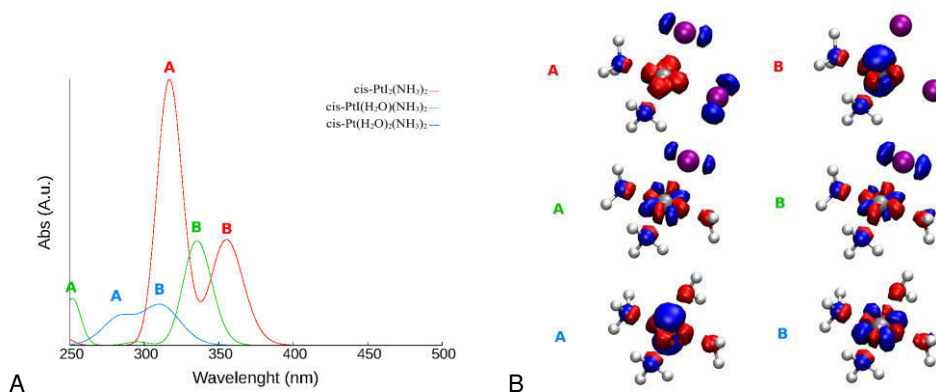 A
A
B
cis-PtI₂(NH₃)₂
cis-PtI(H₂O)(NH₃)₂
cis-Pt(H₂O)₂(NH₃)₂
Abs (A.u.)
B
B
A
A
B
250 300 350 400 450 500
Wavelenght (nm)
A
B
A
B
A
B
B